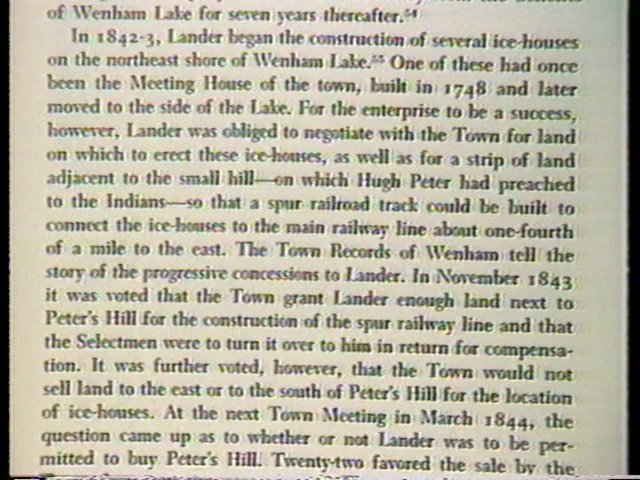 of Wenham Lake for seven years thereafter.⁵⁴
In 1842-3, Lander began the construction of several ice-houses
on the northeast shore of Wenham Lake.⁵⁵ One of these had once
been the Meeting House of the town, built in 1748 and later
moved to the side of the Lake. For the enterprise to be a success,
however, Lander was obliged to negotiate with the Town for land
on which to erect these ice-houses, as well as for a strip of land
adjacent to the small hill—on which Hugh Peter had preached
to the Indians—so that a spur railroad track could be built to
connect the ice-houses to the main railway line about one-fourth
of a mile to the east. The Town Records of Wenham tell the
story of the progressive concessions to Lander. In November 1843
it was voted that the Town grant Lander enough land next to
Peter's Hill for the construction of the spur railway line and that
the Selectmen were to turn it over to him in return for compensa-
tion. It was further voted, however, that the Town would not
sell land to the east or to the south of Peter's Hill for the location
of ice-houses. At the next Town Meeting in March 1844, the
question came up as to whether or not Lander was to be per-
mitted to buy Peter's Hill. Twenty-two favored the sale by the